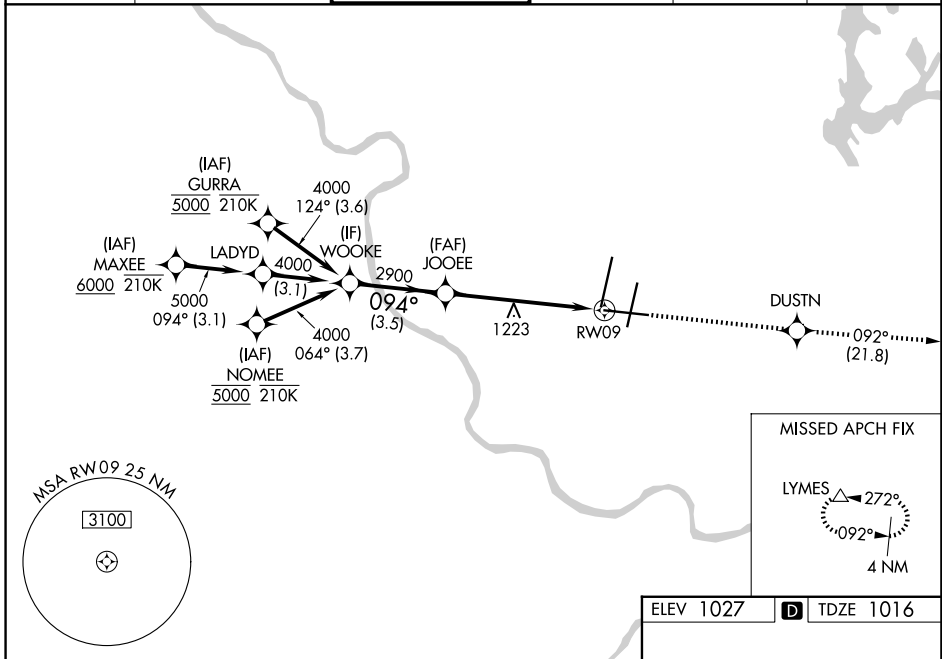 (IAF)
GURRA
5000 210K
4000
124° (3.6)
(IF)
WOOKE
(FAF)
JOOEE
(IAF)
MAXEE
6000 210K
LADYD
4000
(3.1)
2900
094°
(3.5)
5000
094° (3.1)
4000
064° (3.7)
(IAF)
NOMEE
5000 210K
1223
RW09
DUSTN
092°
(21.8)
MSA RW09 25 NM
3100
MISSED APCH FIX
LYMES
272°
092°
4 NM
ELEV 1027 D TDZE 1016